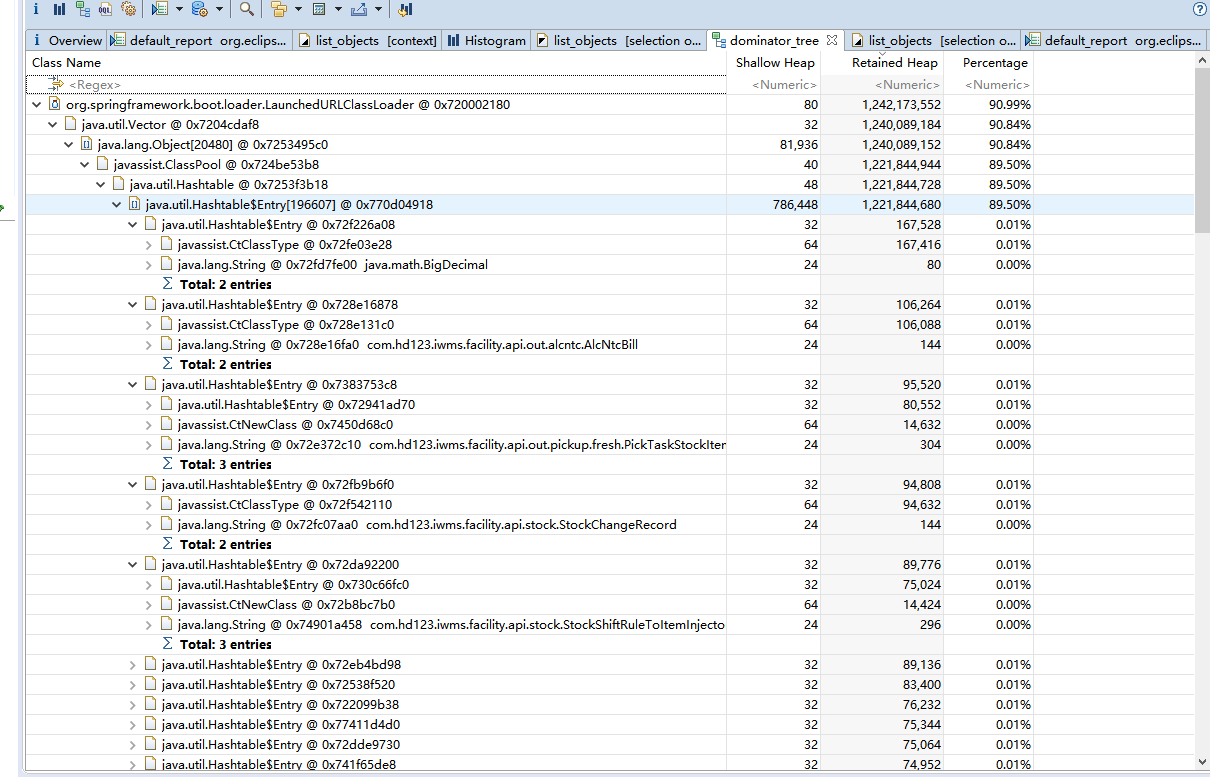 Overview default_report org.eclips... list_objects [context] Histogram list_objects [selection o... dominator_tree list_objects [selection o... default_report org.eclips...
Class Name Shallow Heap Retained Heap Percentage
<Regex> <Numeric> <Numeric> <Numeric>
org.springframework.boot.loader.LaunchedURLClassLoader @ 0x720002180 80 1,242,173,552 90.99%
java.util.Vector @ 0x7204cdaf8 32 1,240,089,184 90.84%
java.lang.Object[20480] @ 0x7253495c0 81,936 1,240,089,152 90.84%
javassist.ClassPool @ 0x724be53b8 40 1,221,844,944 89.50%
java.util.Hashtable @ 0x7253f3b18 48 1,221,844,728 89.50%
java.util.Hashtable$Entry[196607] @ 0x770d04918 786,448 1,221,844,680 89.50%
java.util.Hashtable$Entry @ 0x72f226a08 32 167,528 0.01%
javassist.CtClassType @ 0x72fe03e28 64 167,416 0.01%
java.lang.String @ 0x72fd7fe00 java.math.BigDecimal 24 80 0.00%
Σ Total: 2 entries
java.util.Hashtable$Entry @ 0x728e16878 32 106,264 0.01%
javassist.CtClassType @ 0x728e131c0 64 106,088 0.01%
java.lang.String @ 0x728e16fa0 com.hd123.iwms.facility.api.out.alcntc.AlcNtcBill 24 144 0.00%
Σ Total: 2 entries
java.util.Hashtable$Entry @ 0x7383753c8 32 95,520 0.01%
java.util.Hashtable$Entry @ 0x72941ad70 32 80,552 0.01%
javassist.CtNewClass @ 0x7450d68c0 64 14,632 0.00%
java.lang.String @ 0x72e372c10 com.hd123.iwms.facility.api.out.pickup.fresh.PickTaskStockIter 24 304 0.00%
Σ Total: 3 entries
java.util.Hashtable$Entry @ 0x72fb9b6f0 32 94,808 0.01%
javassist.CtClassType @ 0x72f542110 64 94,632 0.01%
java.lang.String @ 0x72fc07aa0 com.hd123.iwms.facility.api.stock.StockChangeRecord 24 144 0.00%
Σ Total: 2 entries
java.util.Hashtable$Entry @ 0x72da92200 32 89,776 0.01%
java.util.Hashtable$Entry @ 0x730c66fc0 32 75,024 0.01%
javassist.CtNewClass @ 0x72b8bc7b0 64 14,424 0.00%
java.lang.String @ 0x74901a458 com.hd123.iwms.facility.api.stock.StockShiftRuleToItemInjecto 24 296 0.00%
Σ Total: 3 entries
java.util.Hashtable$Entry @ 0x72eb4bd98 32 89,136 0.01%
java.util.Hashtable$Entry @ 0x72538f520 32 83,400 0.01%
java.util.Hashtable$Entry @ 0x722099b38 32 76,232 0.01%
java.util.Hashtable$Entry @ 0x77411d4d0 32 75,344 0.01%
java.util.Hashtable$Entry @ 0x72dde9730 32 75,064 0.01%
java.util.Hashtable$Entry @ 0x741f65de8 32 74,952 0.01%